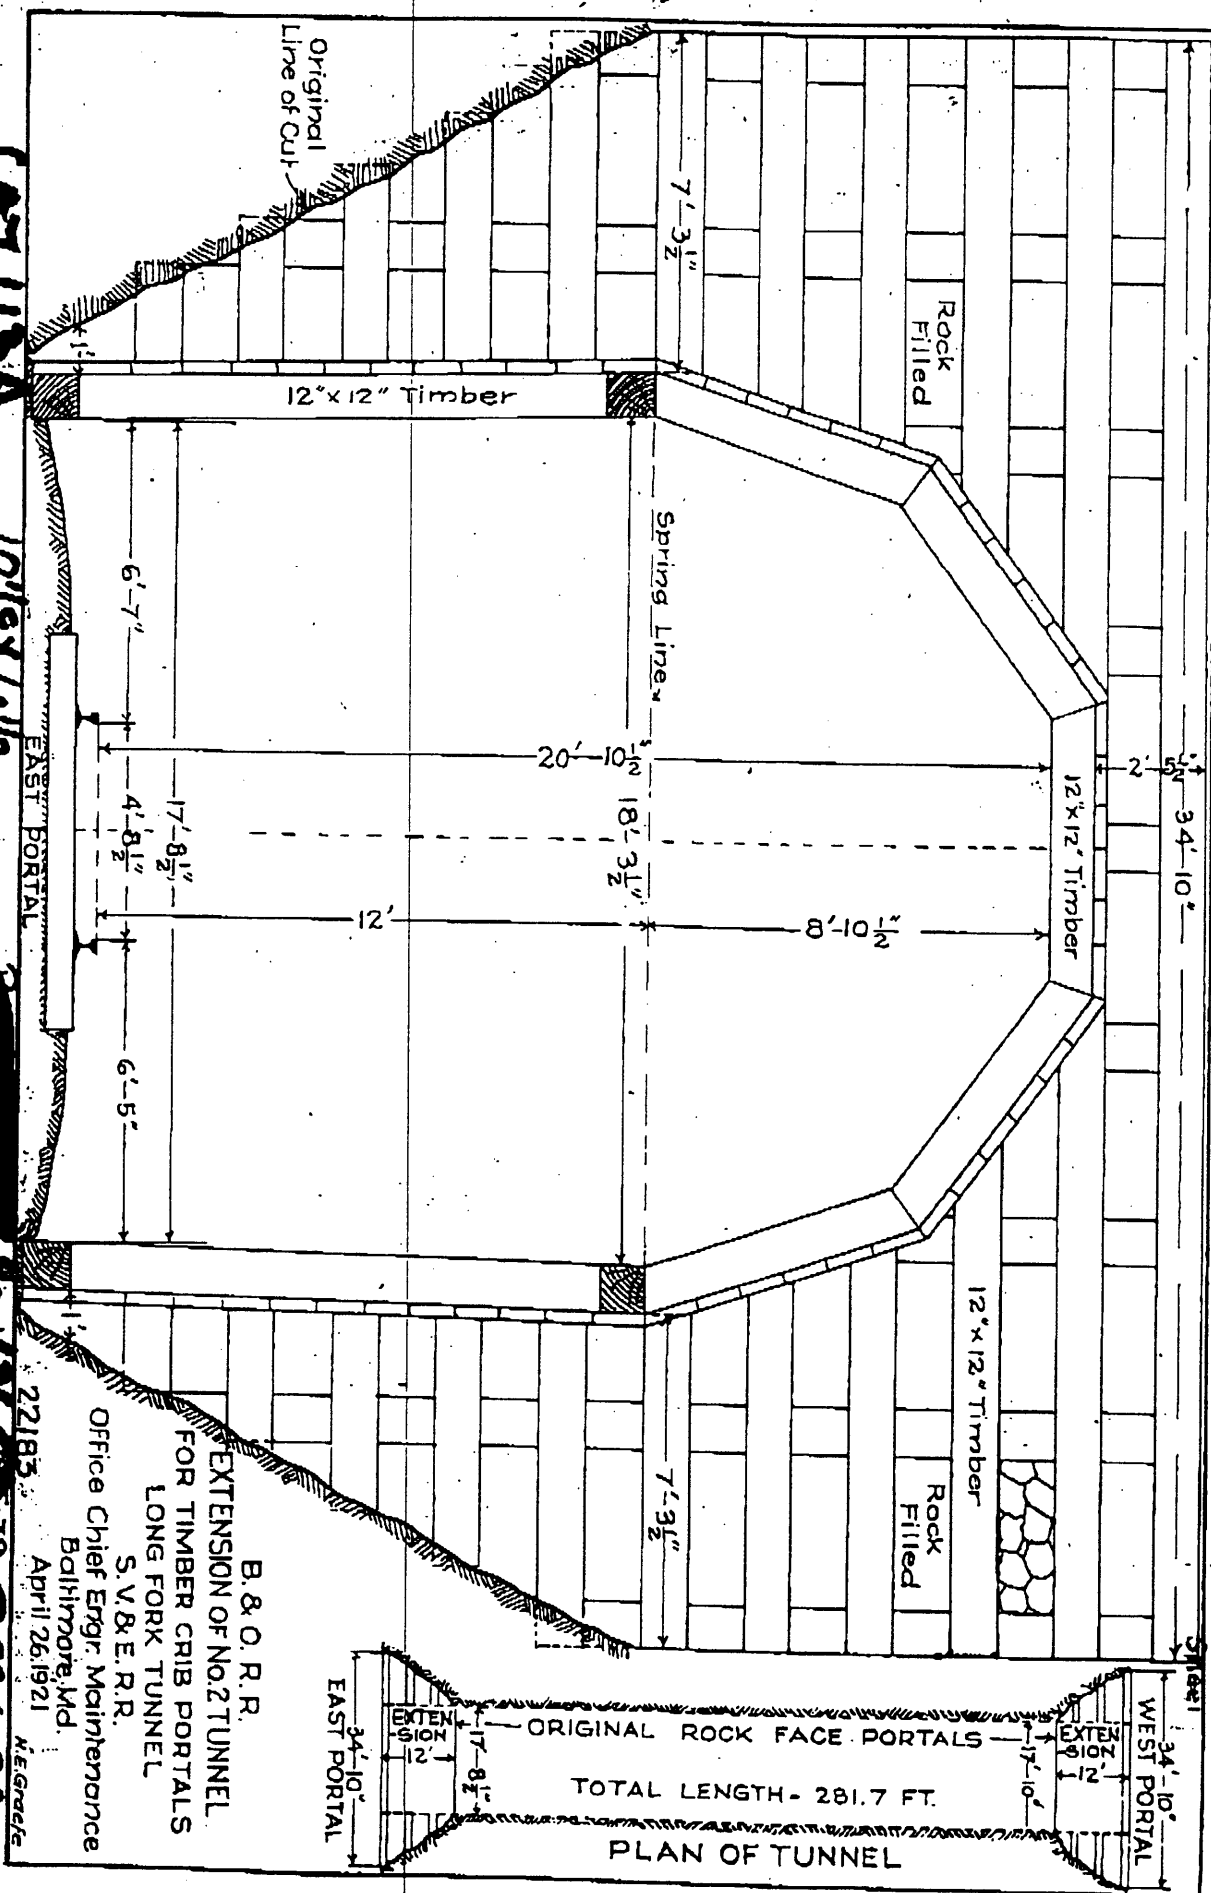 34'-10"
2' 5½"
12"x12" Timber
Rock
Filled
12"x12" Timber
Rock
Filled
8'-10½"
7'-3½"
Spring Line
18'-3½"
7'-3½"
20'-10½"
12'
Original
Line of Cut
12"x12" Timber
17'-8½"
6'-7"
4'-8½"
6'-5"
1'
1'
EAST PORTAL
22183
B. & O. R. R.
EXTENSION OF No. 2 TUNNEL
FOR TIMBER CRIB PORTALS
LONG FORK TUNNEL
S. V. & E. R. R.
Office Chief Engr. Maintenance
Baltimore, Md.
April 26, 1921
H.E. Graefe
Sheet
34'-10"
WEST PORTAL
EXTEN
SION
12'
17'-10"
ORIGINAL ROCK FACE PORTALS
TOTAL LENGTH - 281.7 FT.
17'-8½"
EXTEN
SION
12'
34'-10"
EAST PORTAL
PLAN OF TUNNEL